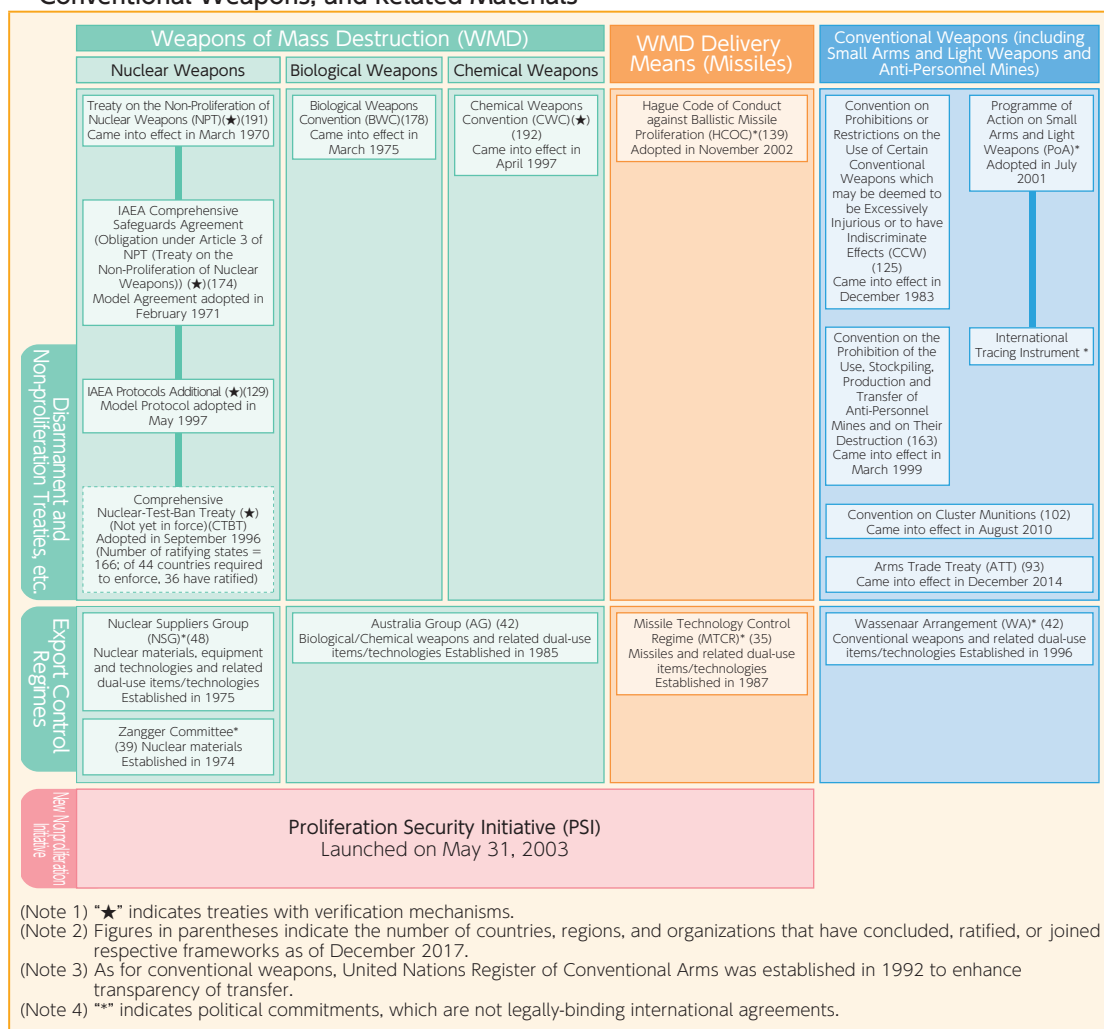 Conventional Weapons, and Related Materials
Weapons of Mass Destruction (WMD)
Nuclear Weapons
Biological Weapons
Chemical Weapons
WMD Delivery
Means (Missiles)
Conventional Weapons (including
Small Arms and Light Weapons and
Anti-Personnel Mines)
Disarmament and
Non-proliferation Treaties, etc.
Treaty on the Non-Proliferation of
Nuclear Weapons (NPT)(★)(191)
Came into effect in March 1970
IAEA Comprehensive
Safeguards Agreement
(Obligation under Article 3 of
NPT (Treaty on the
Non-Proliferation of Nuclear
Weapons)) (★)(174)
Model Agreement adopted in
February 1971
IAEA Protocols Additional (★)(129)
Model Protocol adopted in
May 1997
Comprehensive
Nuclear-Test-Ban Treaty (★)
(Not yet in force)(CTBT)
Adopted in September 1996
(Number of ratifying states =
166; of 44 countries required
to enforce, 36 have ratified)
Biological Weapons
Convention (BWC)(178)
Came into effect in
March 1975
Chemical Weapons
Convention (CWC)(★)
(192)
Came into effect in
April 1997
Hague Code of Conduct
against Ballistic Missile
Proliferation (HCOC)*(139)
Adopted in November 2002
Convention on
Prohibitions or
Restrictions on the
Use of Certain
Conventional
Weapons which
may be deemed to
be Excessively
Injurious or to have
Indiscriminate
Effects (CCW)
(125)
Came into effect in
December 1983
Programme of
Action on Small
Arms and Light
Weapons (PoA)*
Adopted in July
2001
International
Tracing Instrument *
Convention on the
Prohibition of the
Use, Stockpiling,
Production and
Transfer of
Anti-Personnel
Mines and on Their
Destruction (163)
Came into effect in
March 1999
Convention on Cluster Munitions (102)
Came into effect in August 2010
Arms Trade Treaty (ATT) (93)
Came into effect in December 2014
Export Control
Regimes
Nuclear Suppliers Group
(NSG)*(48)
Nuclear materials, equipment
and technologies and related
dual-use items/technologies
Established in 1975
Zangger Committee*
(39) Nuclear materials
Established in 1974
Australia Group (AG) (42)
Biological/Chemical weapons and related dual-use
items/technologies Established in 1985
Missile Technology Control
Regime (MTCR)* (35)
Missiles and related dual-use
items/technologies
Established in 1987
Wassenaar Arrangement (WA)* (42)
Conventional weapons and related dual-use
items/technologies Established in 1996
New Nonproliferation
Initiative
Proliferation Security Initiative (PSI)
Launched on May 31, 2003
(Note 1) “★” indicates treaties with verification mechanisms.
(Note 2) Figures in parentheses indicate the number of countries, regions, and organizations that have concluded, ratified, or joined
respective frameworks as of December 2017.
(Note 3) As for conventional weapons, United Nations Register of Conventional Arms was established in 1992 to enhance
transparency of transfer.
(Note 4) “*” indicates political commitments, which are not legally-binding international agreements.